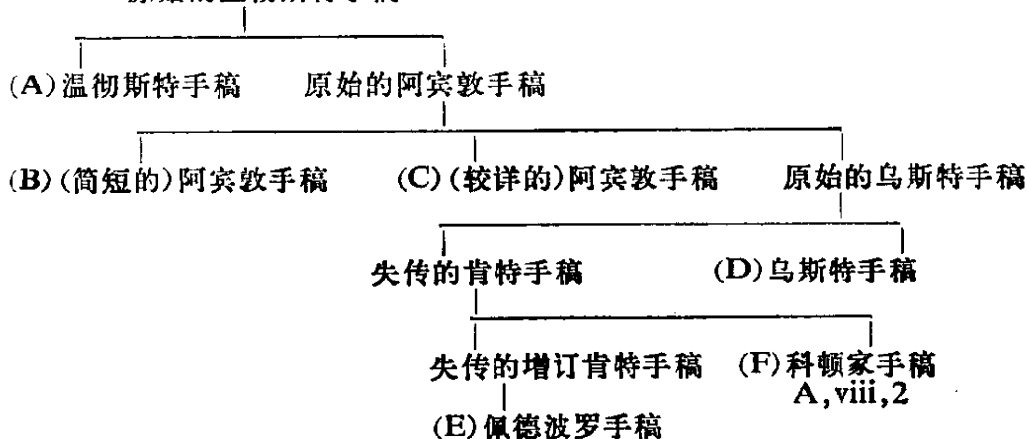 (A)温彻斯特手稿 原始的阿宾敦手稿
(B)(简短的)阿宾敦手稿 (C)(较详的)阿宾敦手稿 原始的乌斯特手稿
失传的肯特手稿 (D)乌斯特手稿
失传的增订肯特手稿 (F)科顿家手稿
A,viii,2
(E)佩德波罗手稿